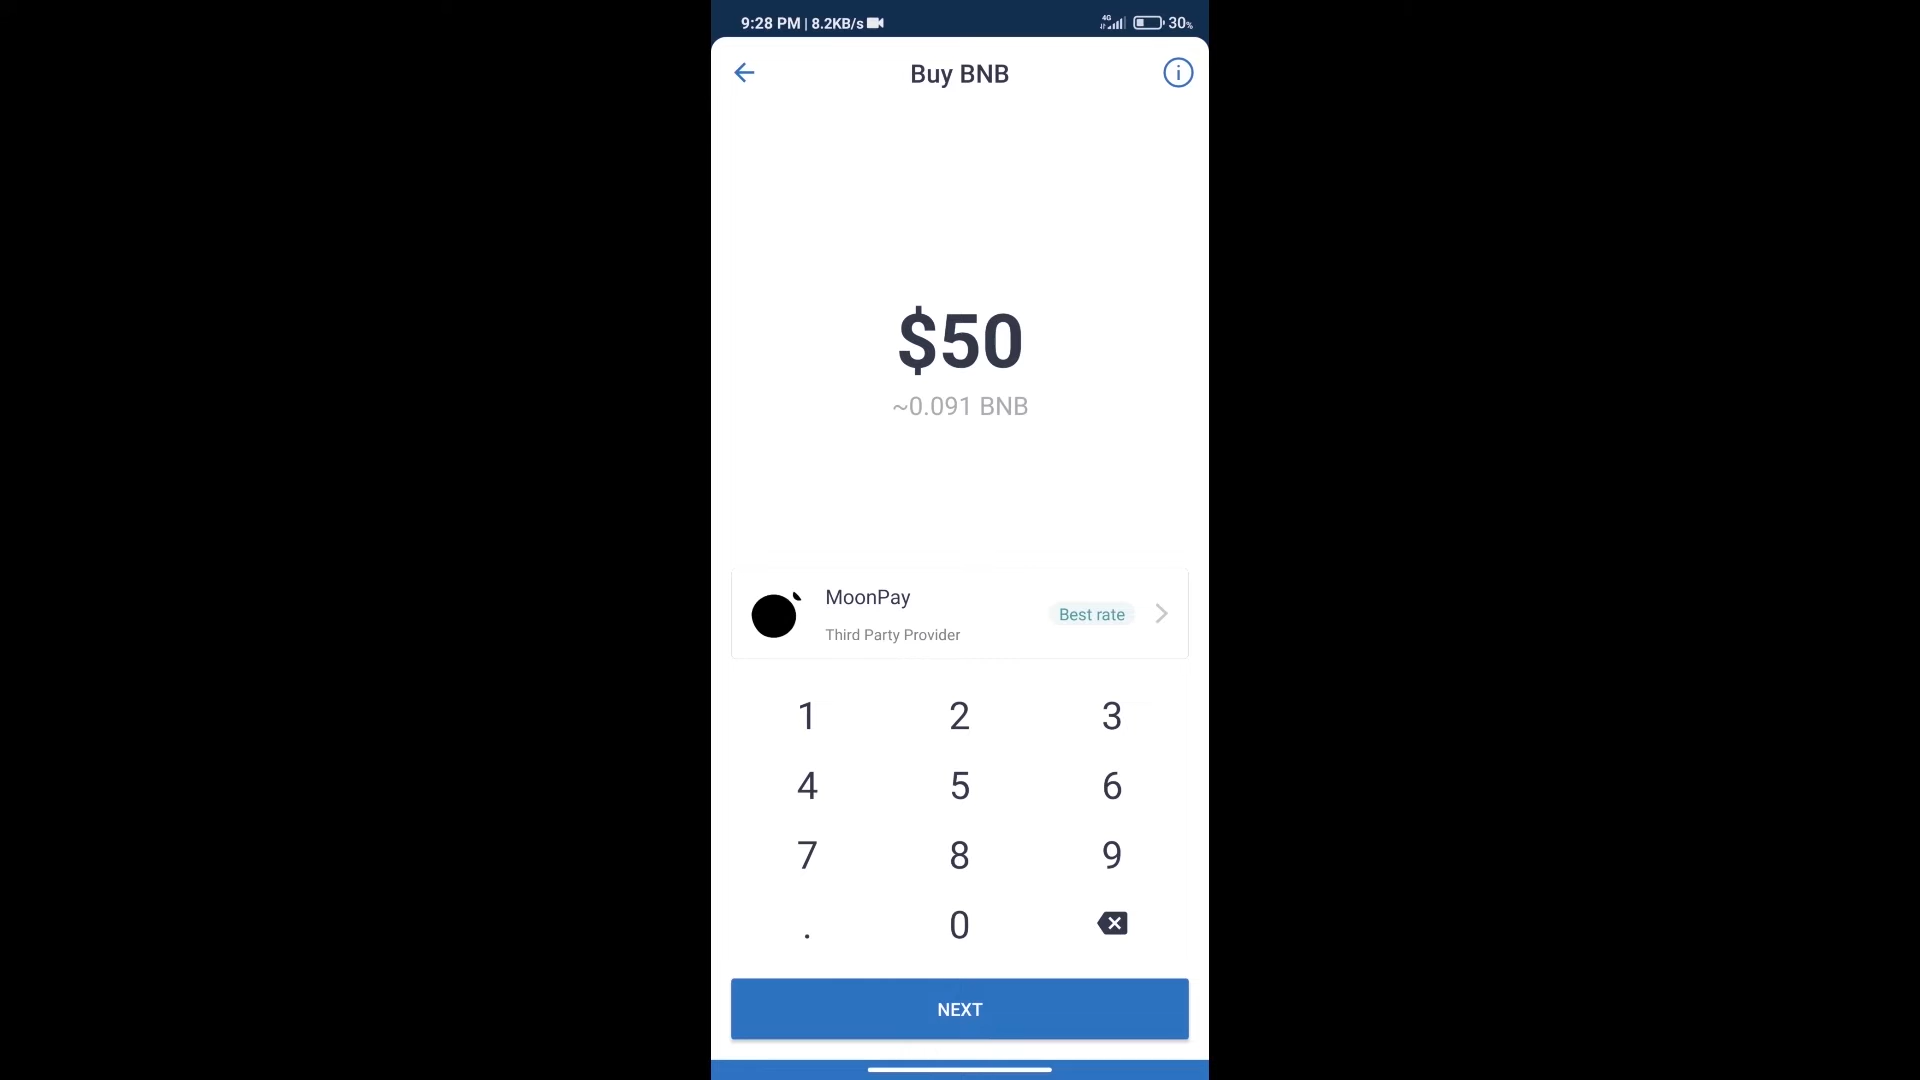 9:28 PM | 8.2KB/s 4G 30%
Buy BNB
$50
~0.091 BNB
MoonPay
Best rate
Third Party Provider
1 2 3
4 5 6
7 8 9
. 0
NEXT